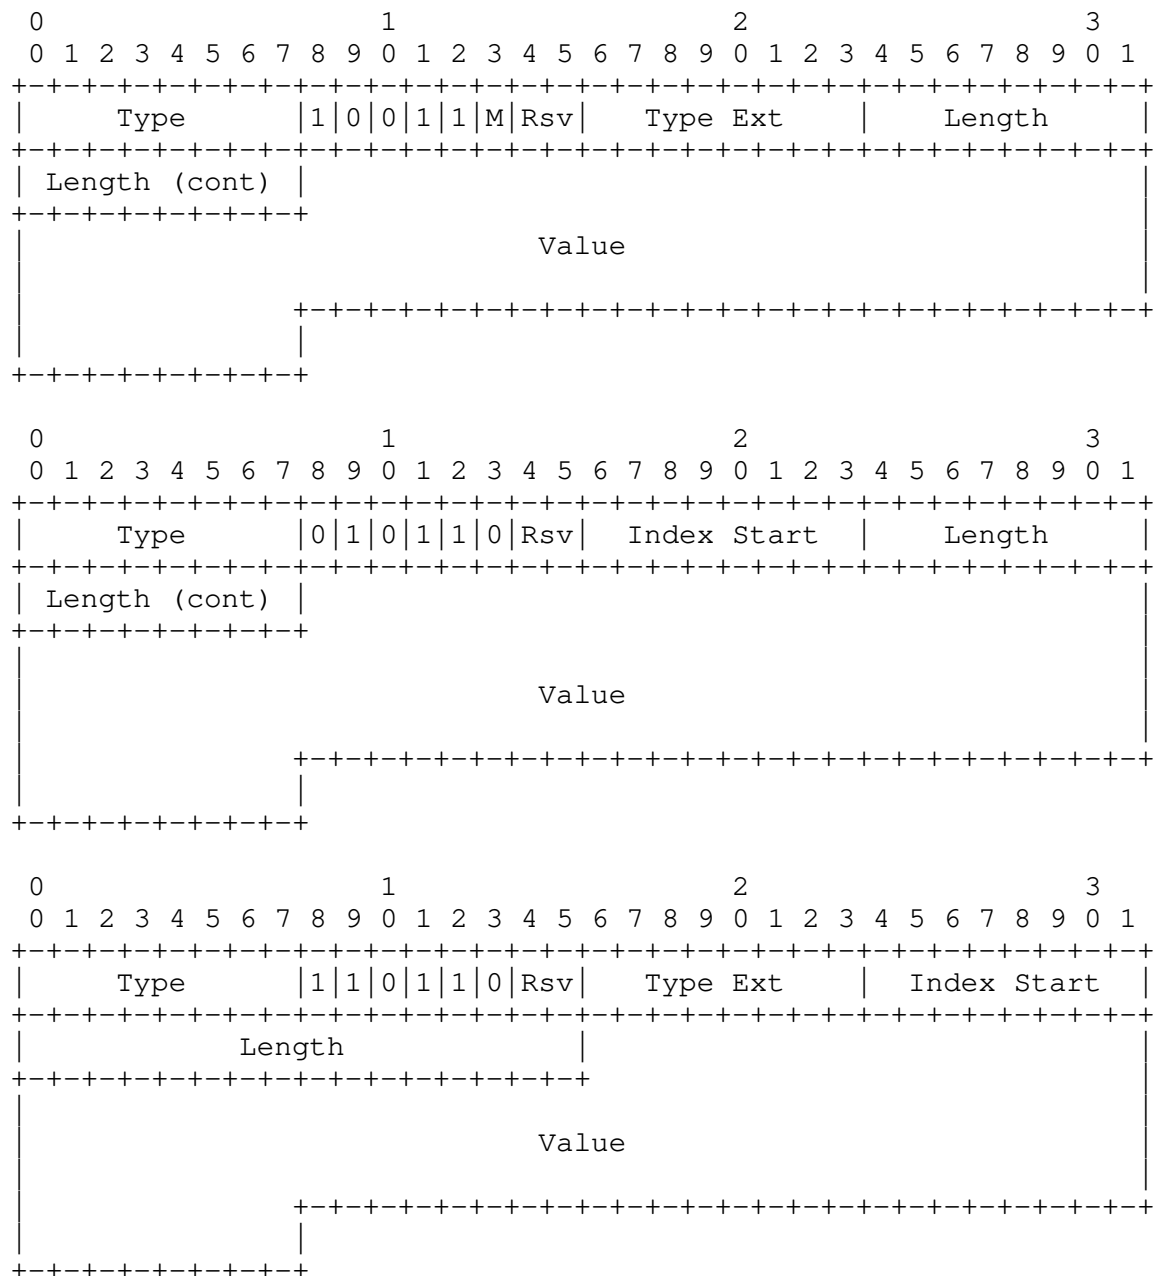 0                   1                   2                   3
 0 1 2 3 4 5 6 7 8 9 0 1 2 3 4 5 6 7 8 9 0 1 2 3 4 5 6 7 8 9 0 1
+-+-+-+-+-+-+-+-+-+-+-+-+-+-+-+-+-+-+-+-+-+-+-+-+-+-+-+-+-+-+-+-+
|     Type      |1|0|0|1|1|M|Rsv|   Type Ext    |    Length     |
+-+-+-+-+-+-+-+-+-+-+-+-+-+-+-+-+-+-+-+-+-+-+-+-+-+-+-+-+-+-+-+-+
| Length (cont) |                                               |
+-+-+-+-+-+-+-+-+                                               |
|                             Value                             |
|                                                               |
|               +-+-+-+-+-+-+-+-+-+-+-+-+-+-+-+-+-+-+-+-+-+-+-+-+
|               |
+-+-+-+-+-+-+-+-+

 0                   1                   2                   3
 0 1 2 3 4 5 6 7 8 9 0 1 2 3 4 5 6 7 8 9 0 1 2 3 4 5 6 7 8 9 0 1
+-+-+-+-+-+-+-+-+-+-+-+-+-+-+-+-+-+-+-+-+-+-+-+-+-+-+-+-+-+-+-+-+
|     Type      |0|1|0|1|1|0|Rsv|  Index Start  |    Length     |
+-+-+-+-+-+-+-+-+-+-+-+-+-+-+-+-+-+-+-+-+-+-+-+-+-+-+-+-+-+-+-+-+
| Length (cont) |                                               |
+-+-+-+-+-+-+-+-+                                               |
|                                                               |
|                             Value                             |
|                                                               |
|               +-+-+-+-+-+-+-+-+-+-+-+-+-+-+-+-+-+-+-+-+-+-+-+-+
|               |
+-+-+-+-+-+-+-+-+

 0                   1                   2                   3
 0 1 2 3 4 5 6 7 8 9 0 1 2 3 4 5 6 7 8 9 0 1 2 3 4 5 6 7 8 9 0 1
+-+-+-+-+-+-+-+-+-+-+-+-+-+-+-+-+-+-+-+-+-+-+-+-+-+-+-+-+-+-+-+-+
|     Type      |1|1|0|1|1|0|Rsv|   Type Ext    |  Index Start  |
+-+-+-+-+-+-+-+-+-+-+-+-+-+-+-+-+-+-+-+-+-+-+-+-+-+-+-+-+-+-+-+-+
|            Length             |                               |
+-+-+-+-+-+-+-+-+-+-+-+-+-+-+-+-+                               |
|                                                               |
|                             Value                             |
|                                                               |
|               +-+-+-+-+-+-+-+-+-+-+-+-+-+-+-+-+-+-+-+-+-+-+-+-+
|               |
+-+-+-+-+-+-+-+-+